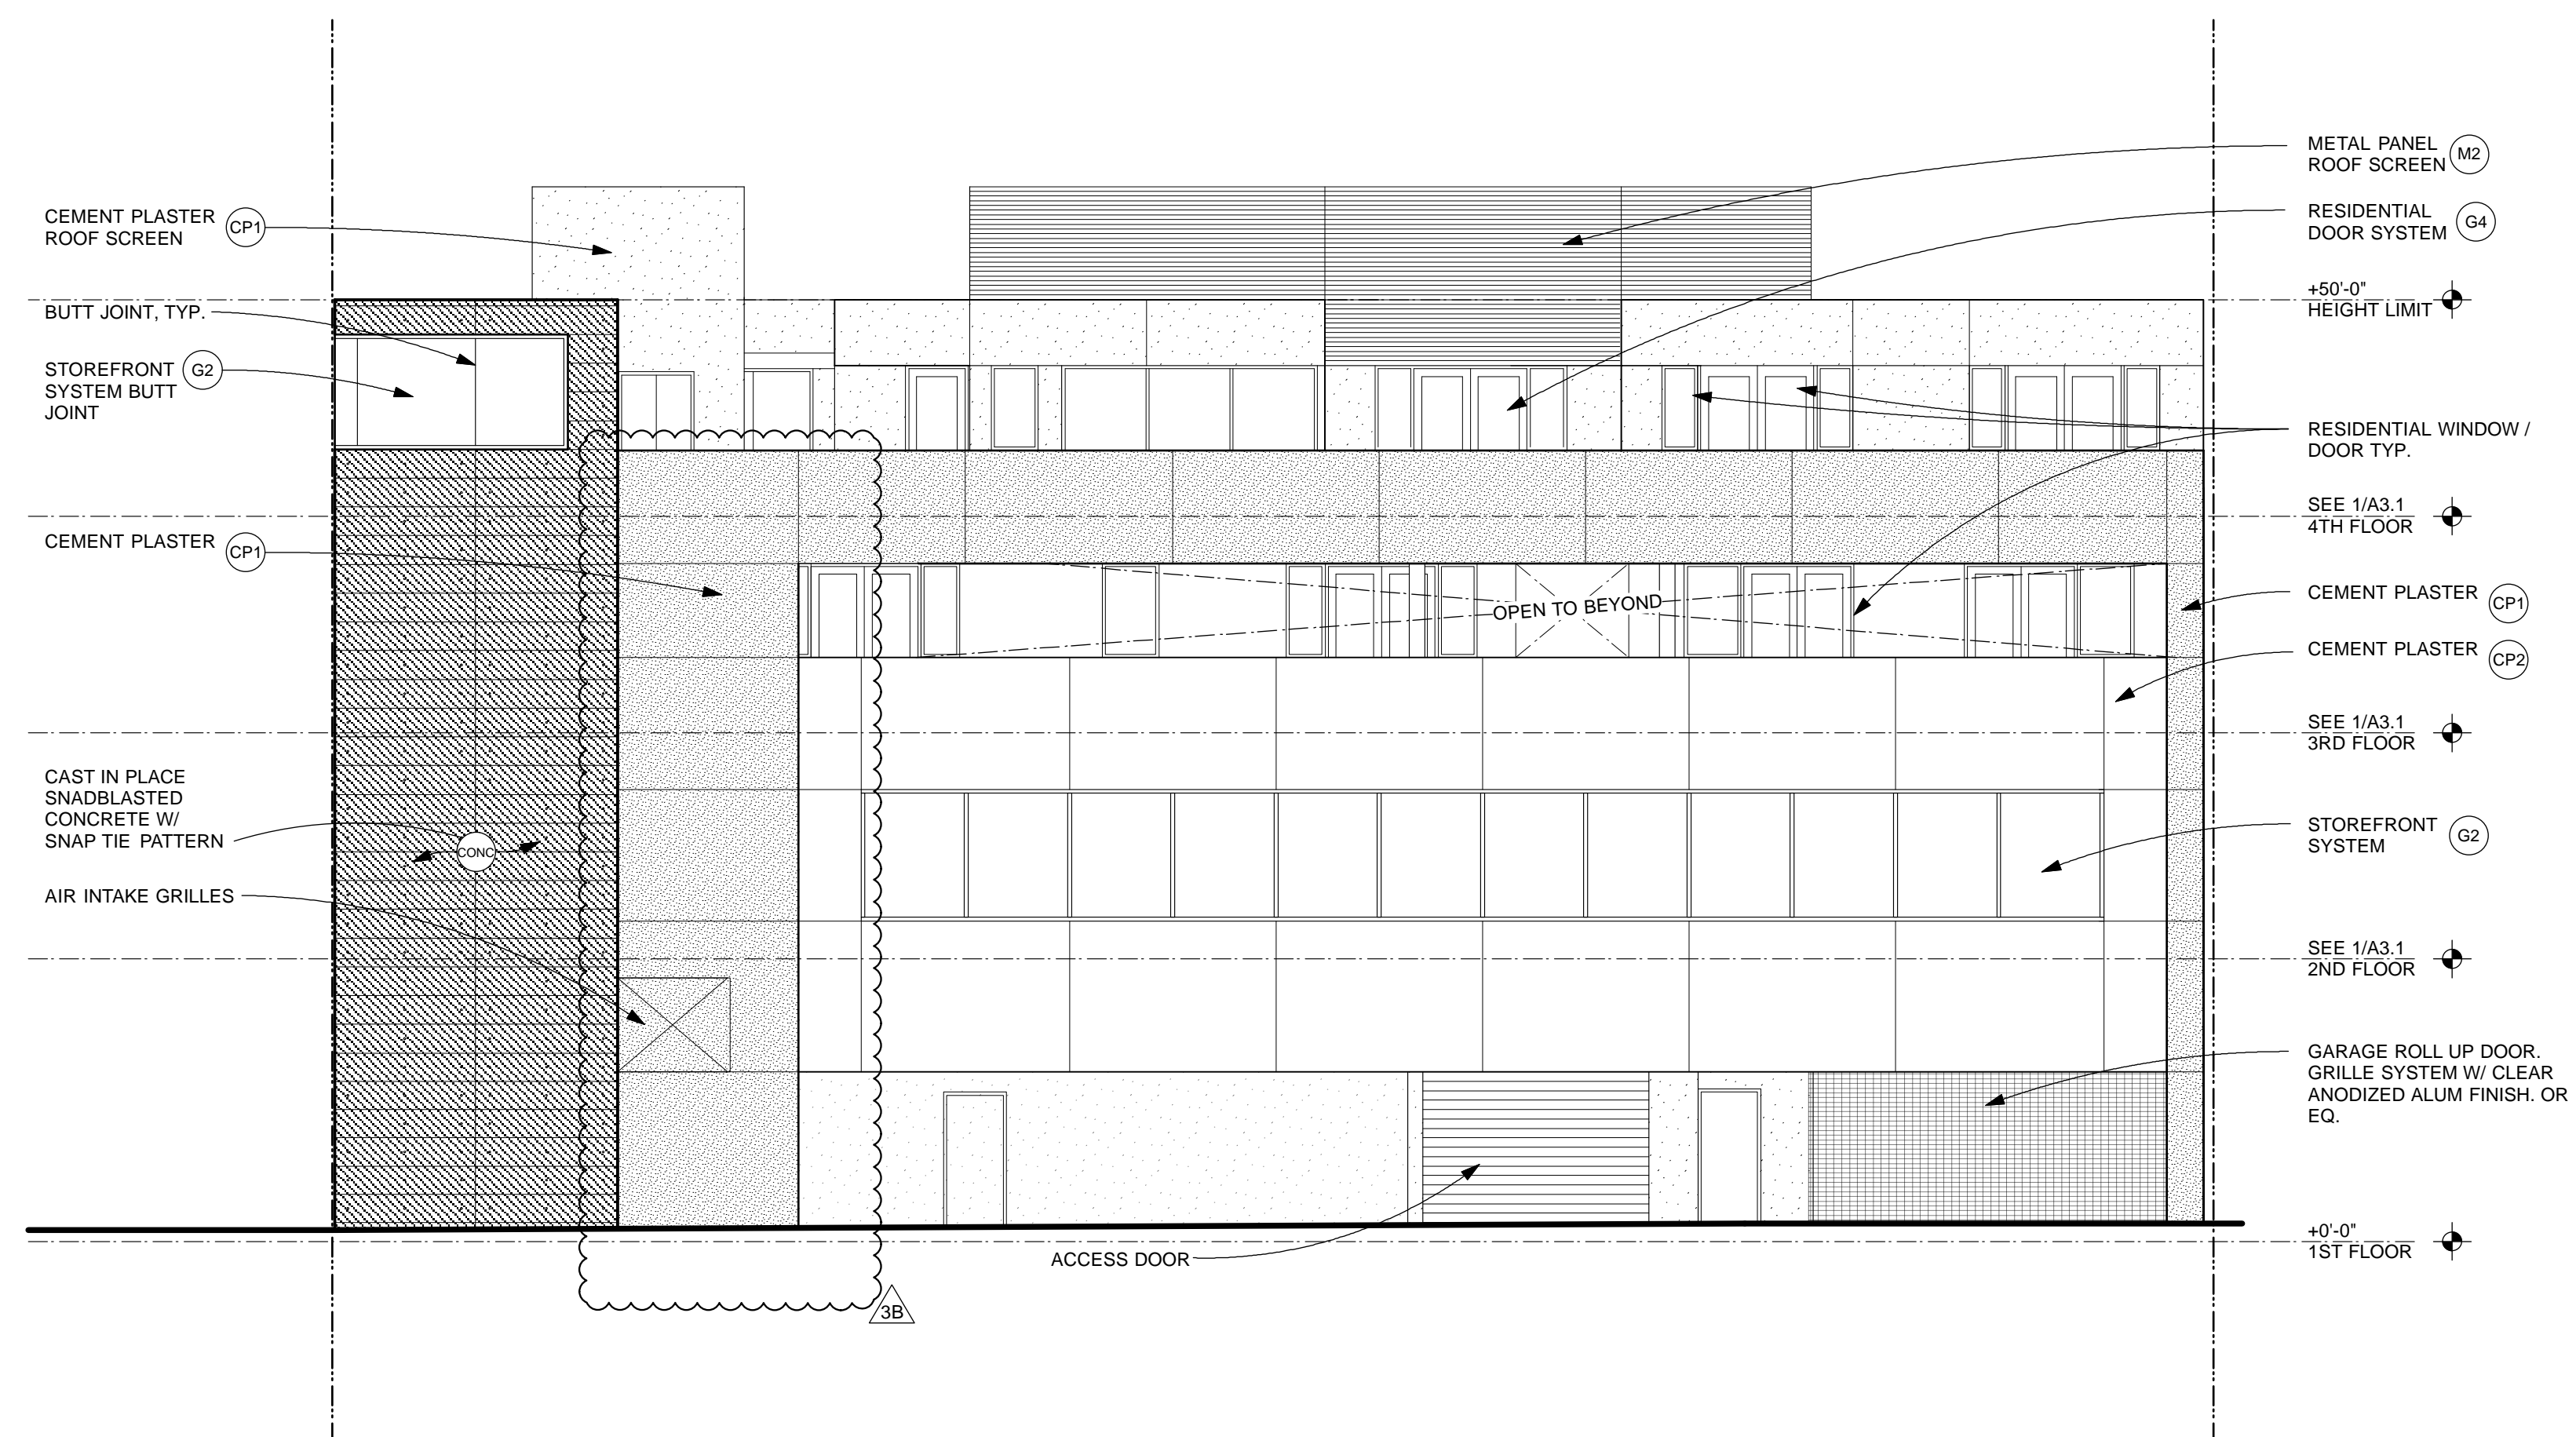 CEMENT PLASTER
ROOF SCREEN
CP1
BUTT JOINT, TYP.
STOREFRONT
SYSTEM BUTT
JOINT
G2
CEMENT PLASTER
CP1
CAST IN PLACE
SNADBLASTED
CONCRETE W/
SNAP TIE PATTERN
CONC
AIR INTAKE GRILLES
OPEN TO BEYOND
ACCESS DOOR
3B
METAL PANEL
ROOF SCREEN
M2
RESIDENTIAL
DOOR SYSTEM
G4
+50'-0"
HEIGHT LIMIT
RESIDENTIAL WINDOW /
DOOR TYP.
SEE 1/A3.1
4TH FLOOR
CEMENT PLASTER
CP1
CEMENT PLASTER
CP2
SEE 1/A3.1
3RD FLOOR
STOREFRONT
SYSTEM
G2
SEE 1/A3.1
2ND FLOOR
GARAGE ROLL UP DOOR.
GRILLE SYSTEM W/ CLEAR
ANODIZED ALUM FINISH. OR
EQ.
+0'-0"
1ST FLOOR